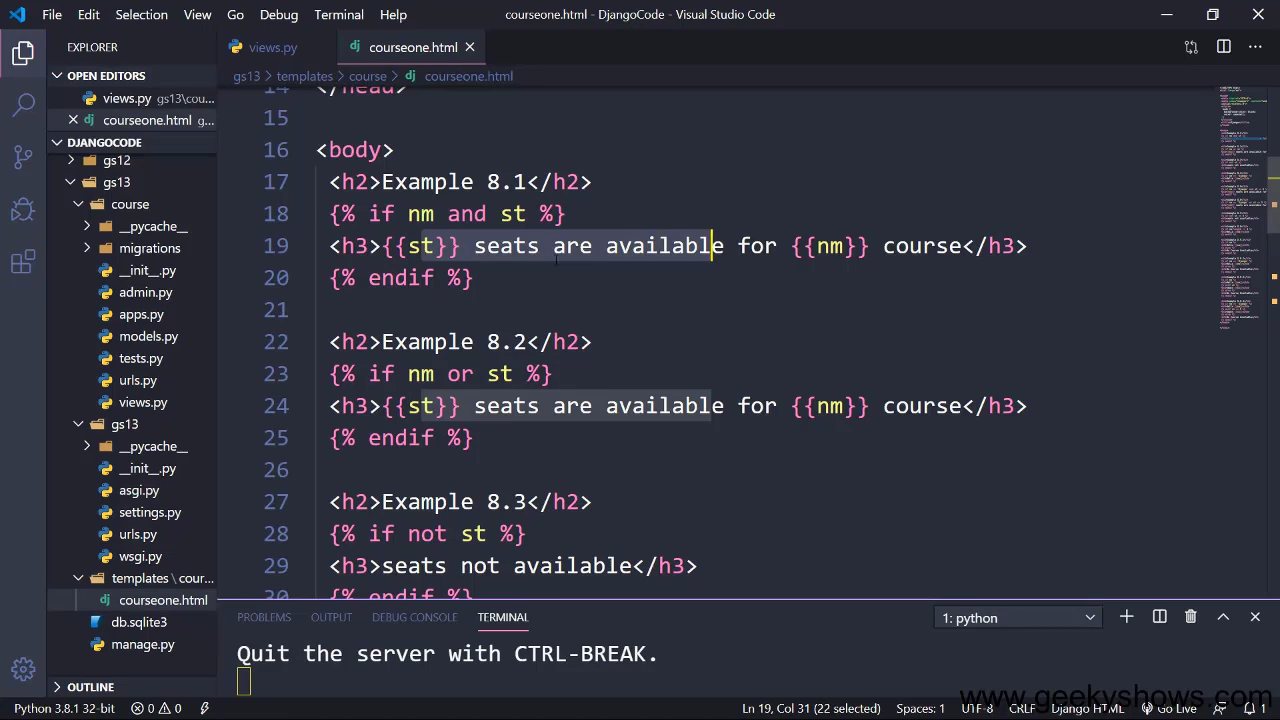 File Edit Selection View Go Debug Terminal Help courseone.html - DjangoCode - Visual Studio Code
EXPLORER
OPEN EDITORS
views.py gs13\cou...
courseone.html g...
DJANGOCODE
gs12
gs13
course
__pycache__
migrations
__init__.py
admin.py
apps.py
models.py
tests.py
urls.py
views.py
gs13
__pycache__
__init__.py
asgi.py
settings.py
urls.py
wsgi.py
templates \ cour...
courseone.html
db.sqlite3
manage.py
OUTLINE
views.py courseone.html
gs13 > templates > course > courseone.html
14 </head>
15
16 <body>
17 <h2>Example 8.1</h2>
18 {% if nm and st %}
19 <h3>{{st}} seats are available for {{nm}} course</h3>
20 {% endif %}
21
22 <h2>Example 8.2</h2>
23 {% if nm or st %}
24 <h3>{{st}} seats are available for {{nm}} course</h3>
25 {% endif %}
26
27 <h2>Example 8.3</h2>
28 {% if not st %}
29 <h3>seats not available</h3>
30 {% endif %}
PROBLEMS OUTPUT DEBUG CONSOLE TERMINAL 1: python
Quit the server with CTRL-BREAK.
Python 3.8.1 32-bit 0 0 Ln 19, Col 31 (22 selected) Spaces: 1 UTF-8 CRLF Django HTML Go Live 1
www.geekyshows.com